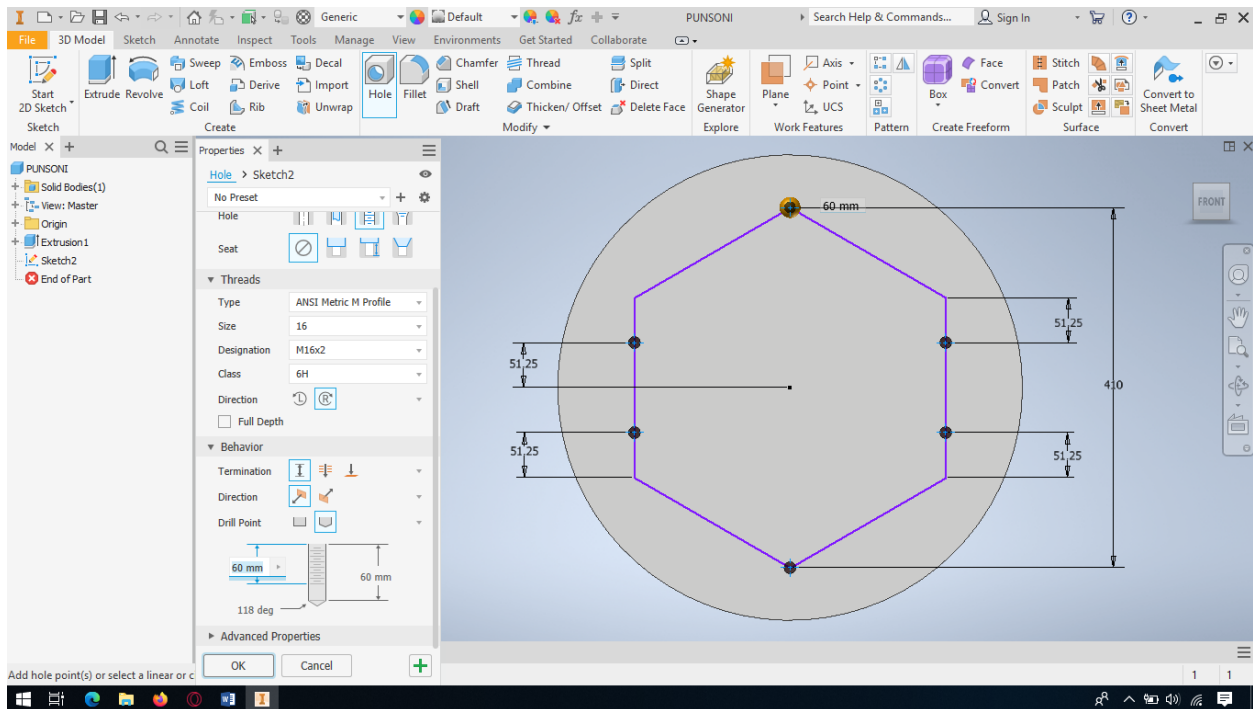 Generic Default fx PUNSONI Search Help & Commands... Sign In
File 3D Model Sketch Annotate Inspect Tools Manage View Environments Get Started Collaborate
Start 2D Sketch
Extrude Revolve
Sweep Emboss Decal
Loft Derive Import
Coil Rib Unwrap
Hole Fillet
Chamfer Thread Split
Shell Combine Direct
Draft Thicken/ Offset Delete Face
Shape Generator
Plane
Axis
Point
UCS
Box
Face
Convert
Stitch
Patch
Sculpt
Convert to Sheet Metal
Sketch Create Modify Explore Work Features Pattern Create Freeform Surface Convert
Model
PUNSONI
Solid Bodies(1)
View: Master
Origin
Extrusion1
Sketch2
End of Part
Properties
Hole > Sketch2
No Preset
Hole
Seat
Threads
Type ANSI Metric M Profile
Size 16
Designation M16x2
Class 6H
Direction
Full Depth
Behavior
Termination
Direction
Drill Point
60 mm
60 mm
118 deg
Advanced Properties
OK Cancel
60 mm
51,25
51,25
410
51,25
51,25
FRONT
Add hole point(s) or select a linear or c
1 1